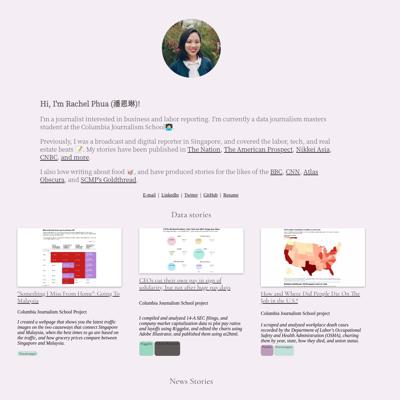 Hi, I'm Rachel Phua (潘恩琳)!
I'm a journalist interested in business and labor reporting. I'm currently a data journalism masters
student at the Columbia Journalism School
Previously, I was a broadcast and digital reporter in Singapore, and covered the labor, tech, and real
estate beats. My stories have been published in The Nation, The American Prospect, Nikkei Asia,
CNBC, and more.
I also love writing about food, and have produced stories for the likes of the BBC, CNN, Atlas
Obscura, and SCMP's Goldthread.
E-mail | LinkedIn | Twitter | GitHub | Resume
Data stories
"Something I Miss From Home": Going To
Malaysia
Columbia Journalism School Project
I created a webpage that shows you the latest traffic
images on the two causeways that connect Singapore
and Malaysia, when the best times to go are based on
the traffic, and how grocery prices compare between
Singapore and Malaysia.
CEOs cut their own pay in sign of
solidarity, but not after huge pay days
Columbia Journalism School project
I compiled and analyzed 14-A SEC filings, and
company market capitalization data to plot pay ratios
and layoffs using Rawgplot, and edited the charts using
Adobe Illustrator, and published them using ai2html.
How and Where Did People Die On The
Job in the U.S?
Columbia Journalism School project
I scraped and analyzed workplace death cases
recorded by the Department of Labor's Occupational
Safety and Health Administration (OSHA), charting
them by year, state, how they died, and union status.
News Stories